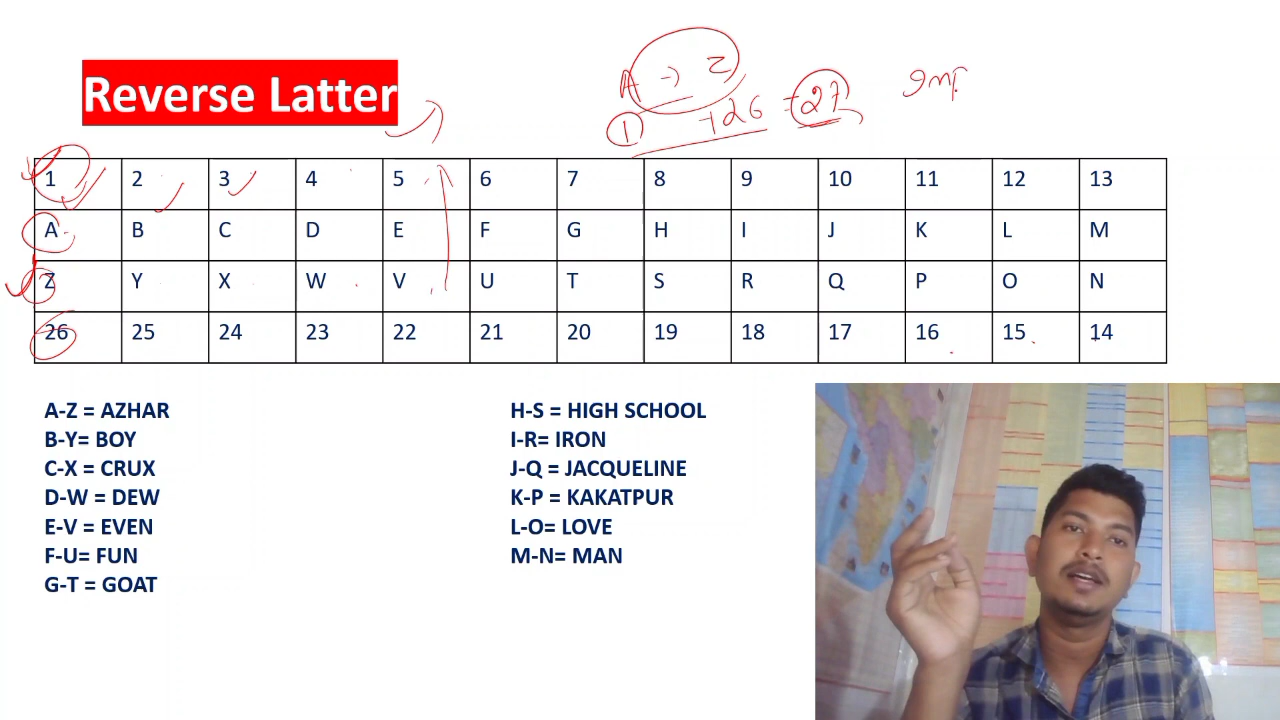 Reverse Latter
A → Z
1 +26 = 27
Imp
1 2 3 4 5 6 7 8 9 10 11 12 13
A B C D E F G H I J K L M
Z Y X W V U T S R Q P O N
26 25 24 23 22 21 20 19 18 17 16 15 14
A-Z = AZHAR
B-Y= BOY
C-X = CRUX
D-W = DEW
E-V = EVEN
F-U= FUN
G-T = GOAT
H-S = HIGH SCHOOL
I-R= IRON
J-Q = JACQUELINE
K-P = KAKATPUR
L-O= LOVE
M-N= MAN